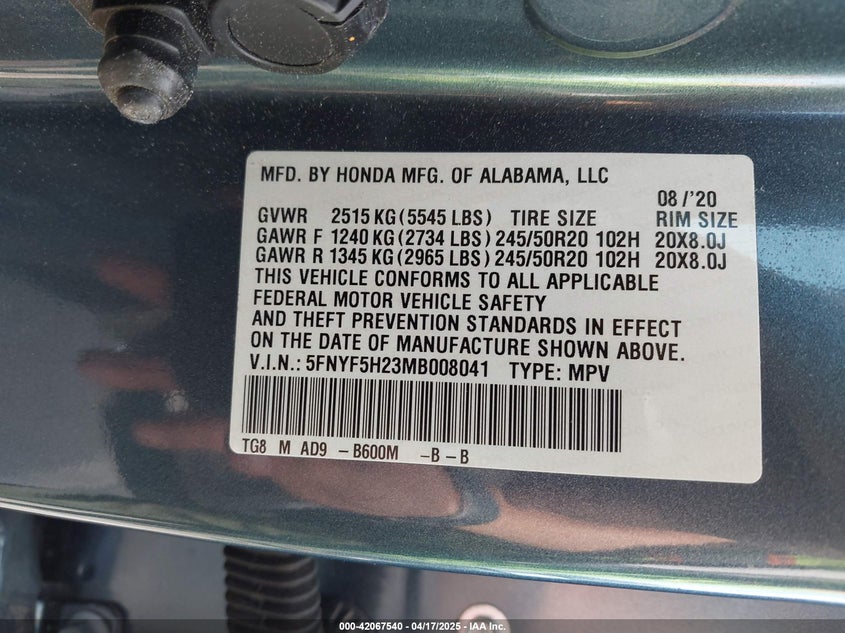 MFD. BY HONDA MFG. OF ALABAMA, LLC
08/'20
GVWR 2515 KG (5545 LBS) TIRE SIZE RIM SIZE
GAWR F 1240 KG (2734 LBS) 245/50R20 102H 20X8.0J
GAWR R 1345 KG (2965 LBS) 245/50R20 102H 20X8.0J
THIS VEHICLE CONFORMS TO ALL APPLICABLE
FEDERAL MOTOR VEHICLE SAFETY
AND THEFT PREVENTION STANDARDS IN EFFECT
ON THE DATE OF MANUFACTURE SHOWN ABOVE.
V.I.N.: 5FNYF5H23MB008041 TYPE: MPV
TG8 M AD9 -B600M -B-B
000-42067540 | 04/17/2025 - IAA Inc.